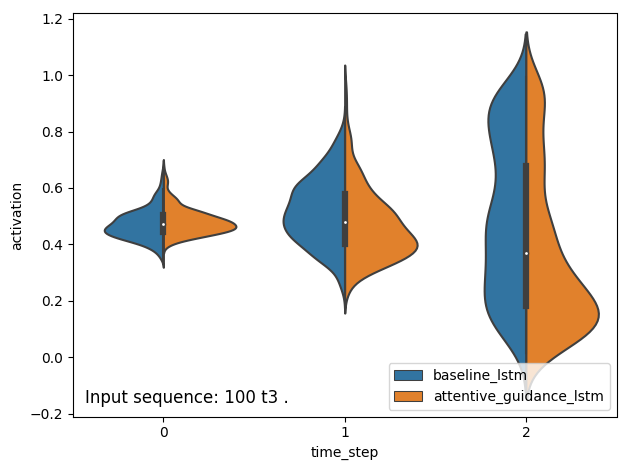 1.2
1.0
0.8
0.6
0.4
0.2
0.0
−0.2
activation
Input sequence: 100 t3 .
baseline_lstm
attentive_guidance_lstm
0 1 2
time_step